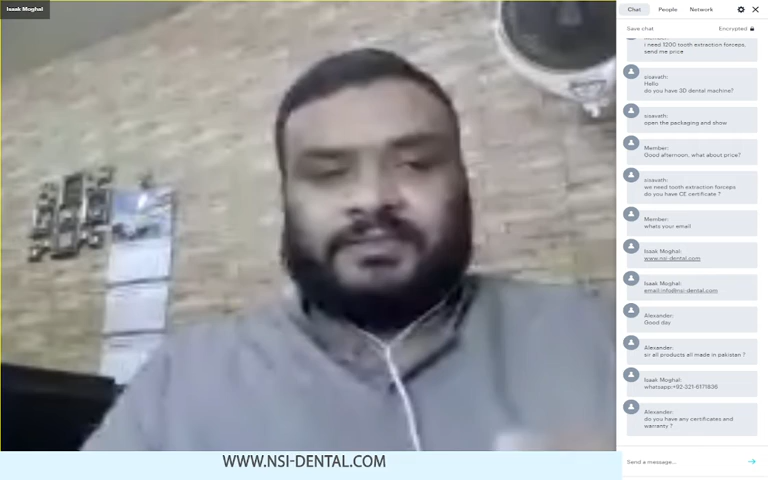 Isaak Moghal
Chat
People
Network
Save chat
Encrypted
i need 1200 tooth extraction forceps,
send me price
sisavath:
Hello
do you have 3D dental machine?
sisavath:
open the packaging and show
Member:
Good afternoon, what about price?
sisavath:
we need tooth extraction forceps
do you have CE certificate ?
Member:
whats your email
Isaak Moghal:
www.nsi-dental.com
Isaak Moghal:
email:info@nsi-dental.com
Alexander:
Good day
Alexander:
sir all products all made in pakistan ?
Isaak Moghal:
whatsapp:+92-321-6171936
Alexander:
do you have any certificates and
warranty ?
Send a message...
WWW.NSI-DENTAL.COM